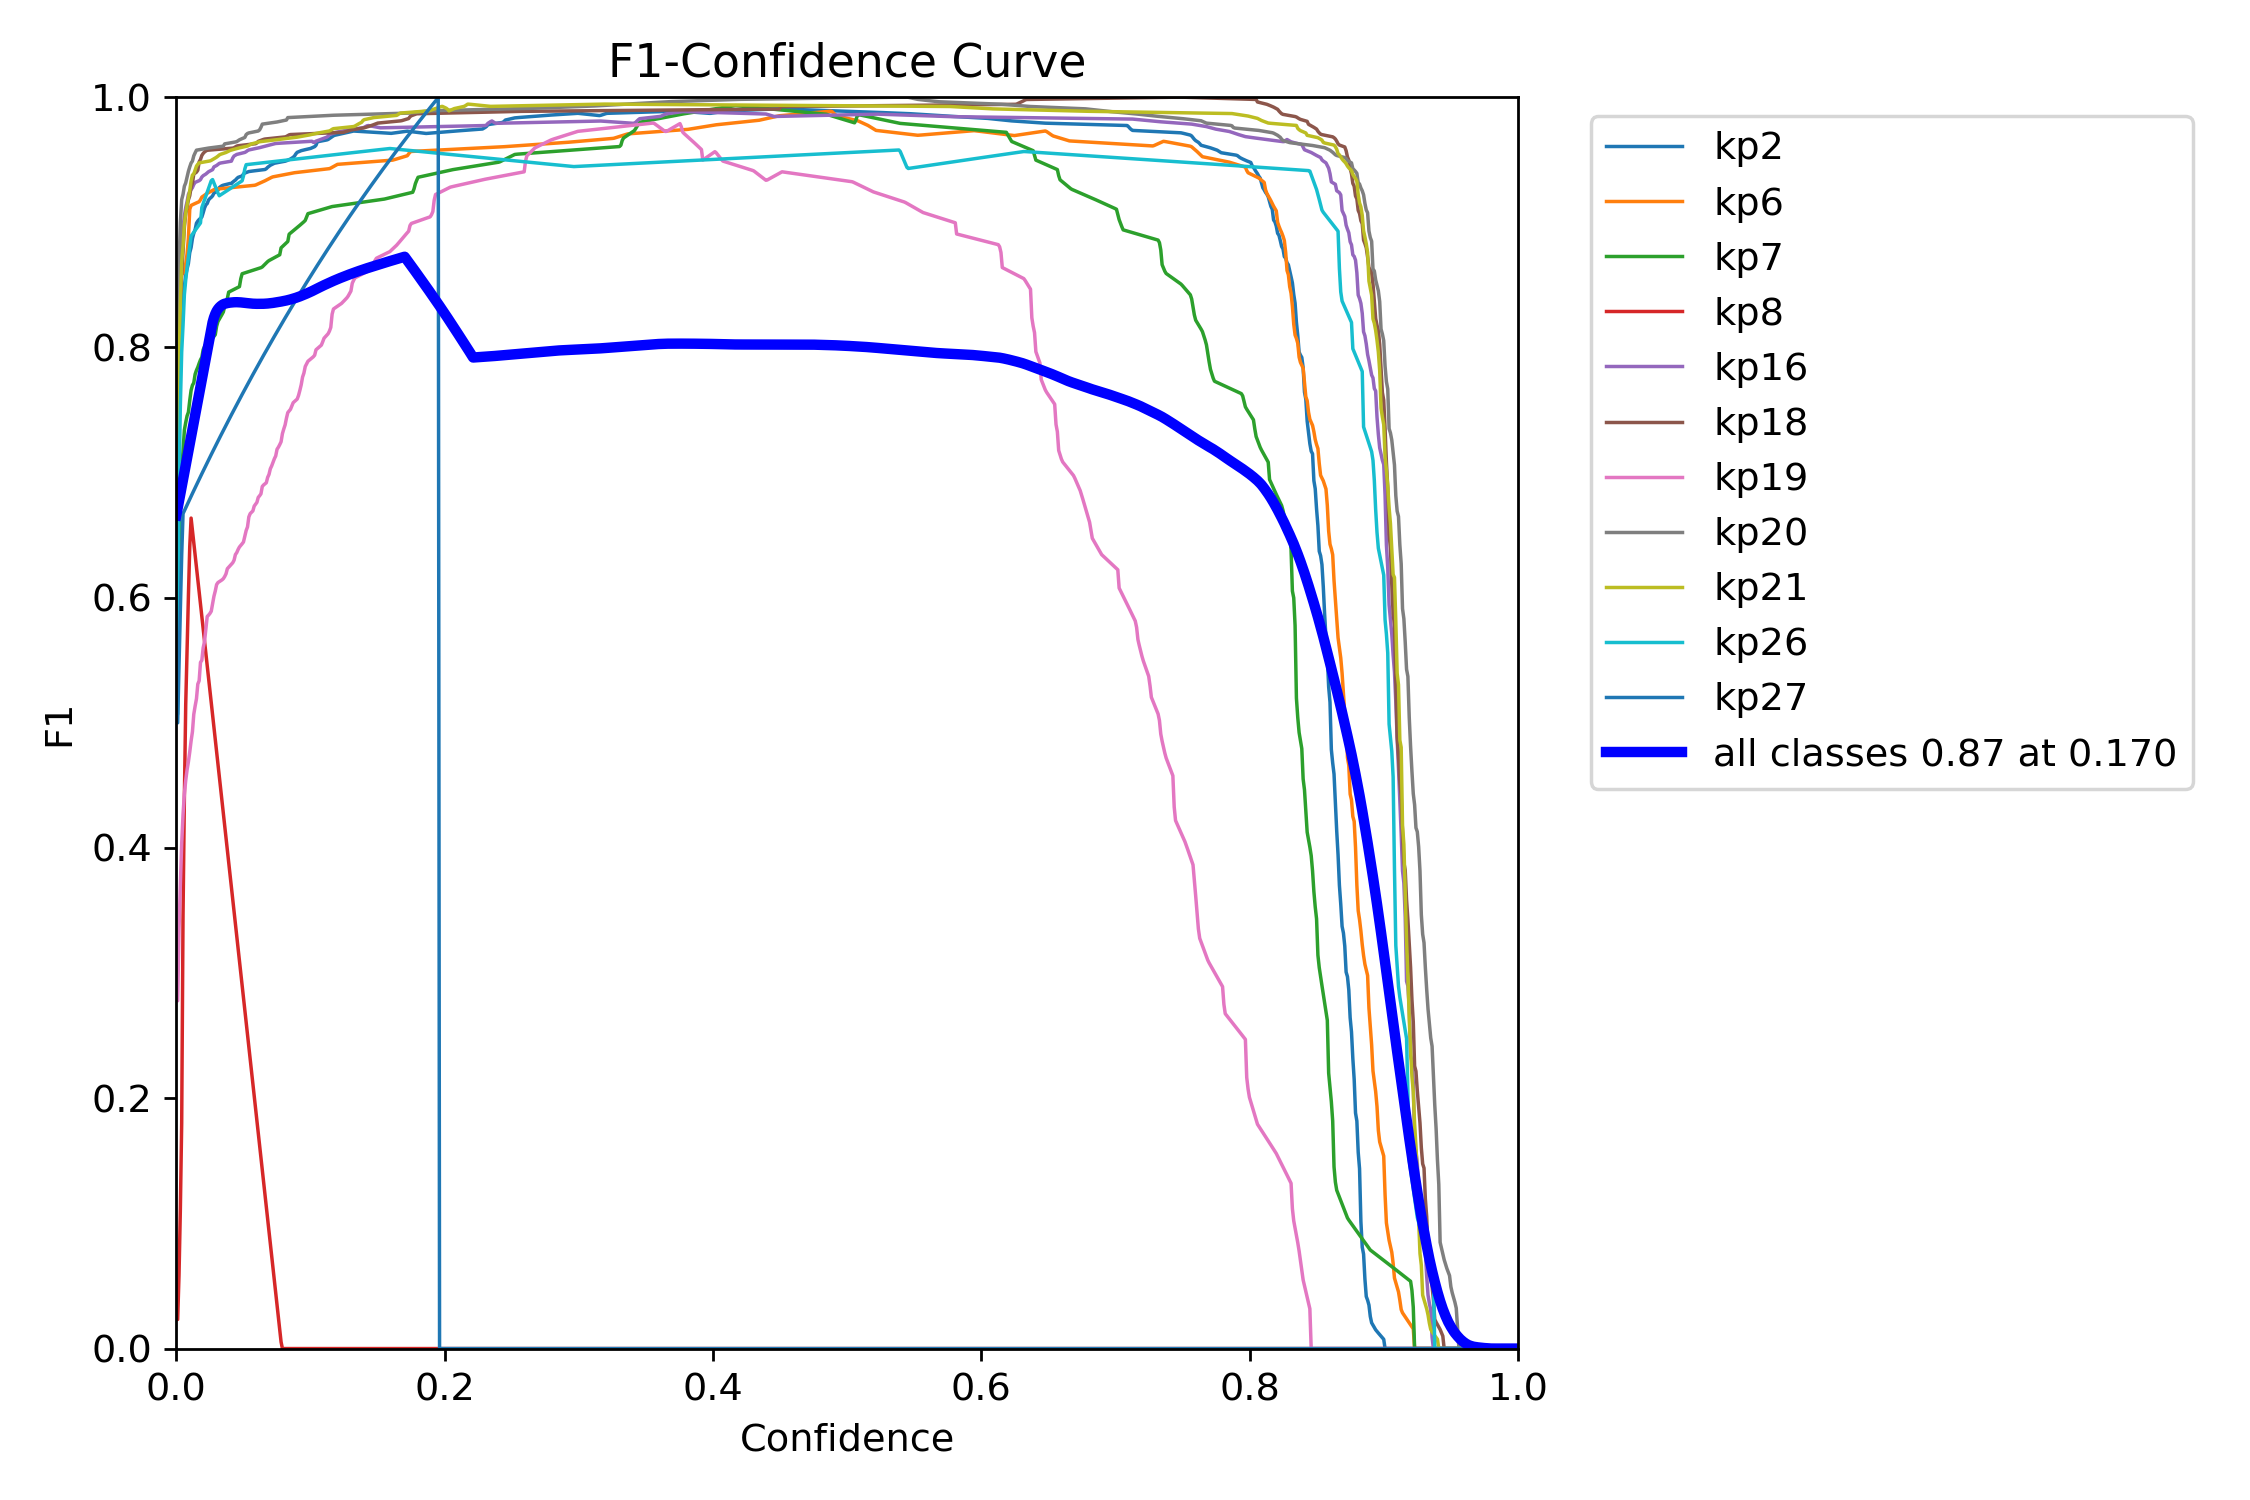 F1-Confidence Curve
1.0
0.8
0.6
0.4
0.2
0.0
F1
0.0 0.2 0.4 0.6 0.8 1.0
Confidence
kp2
kp6
kp7
kp8
kp16
kp18
kp19
kp20
kp21
kp26
kp27
all classes 0.87 at 0.170